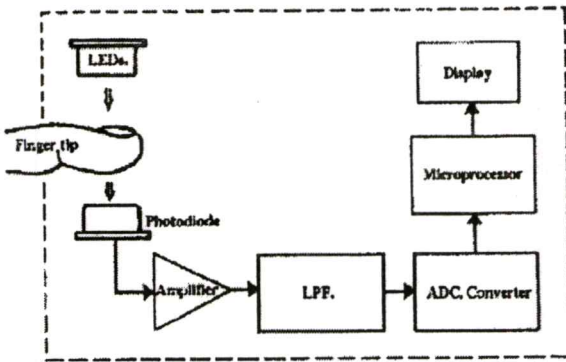 LEDs.
Finger tip
Photodiode
Amplifier
LPF.
ADC. Converter
Microprocessor
Display